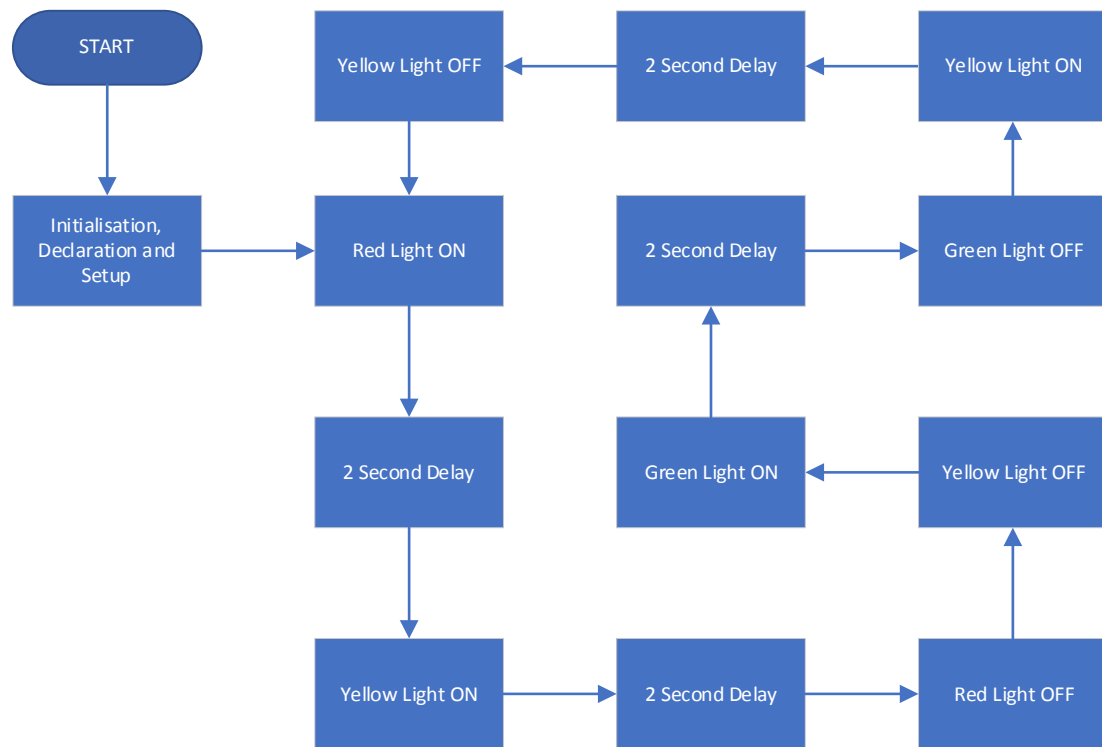 START
Yellow Light OFF
2 Second Delay
Yellow Light ON
Initialisation,
Declaration and
Setup
Red Light ON
2 Second Delay
Green Light OFF
2 Second Delay
Green Light ON
Yellow Light OFF
Yellow Light ON
2 Second Delay
Red Light OFF